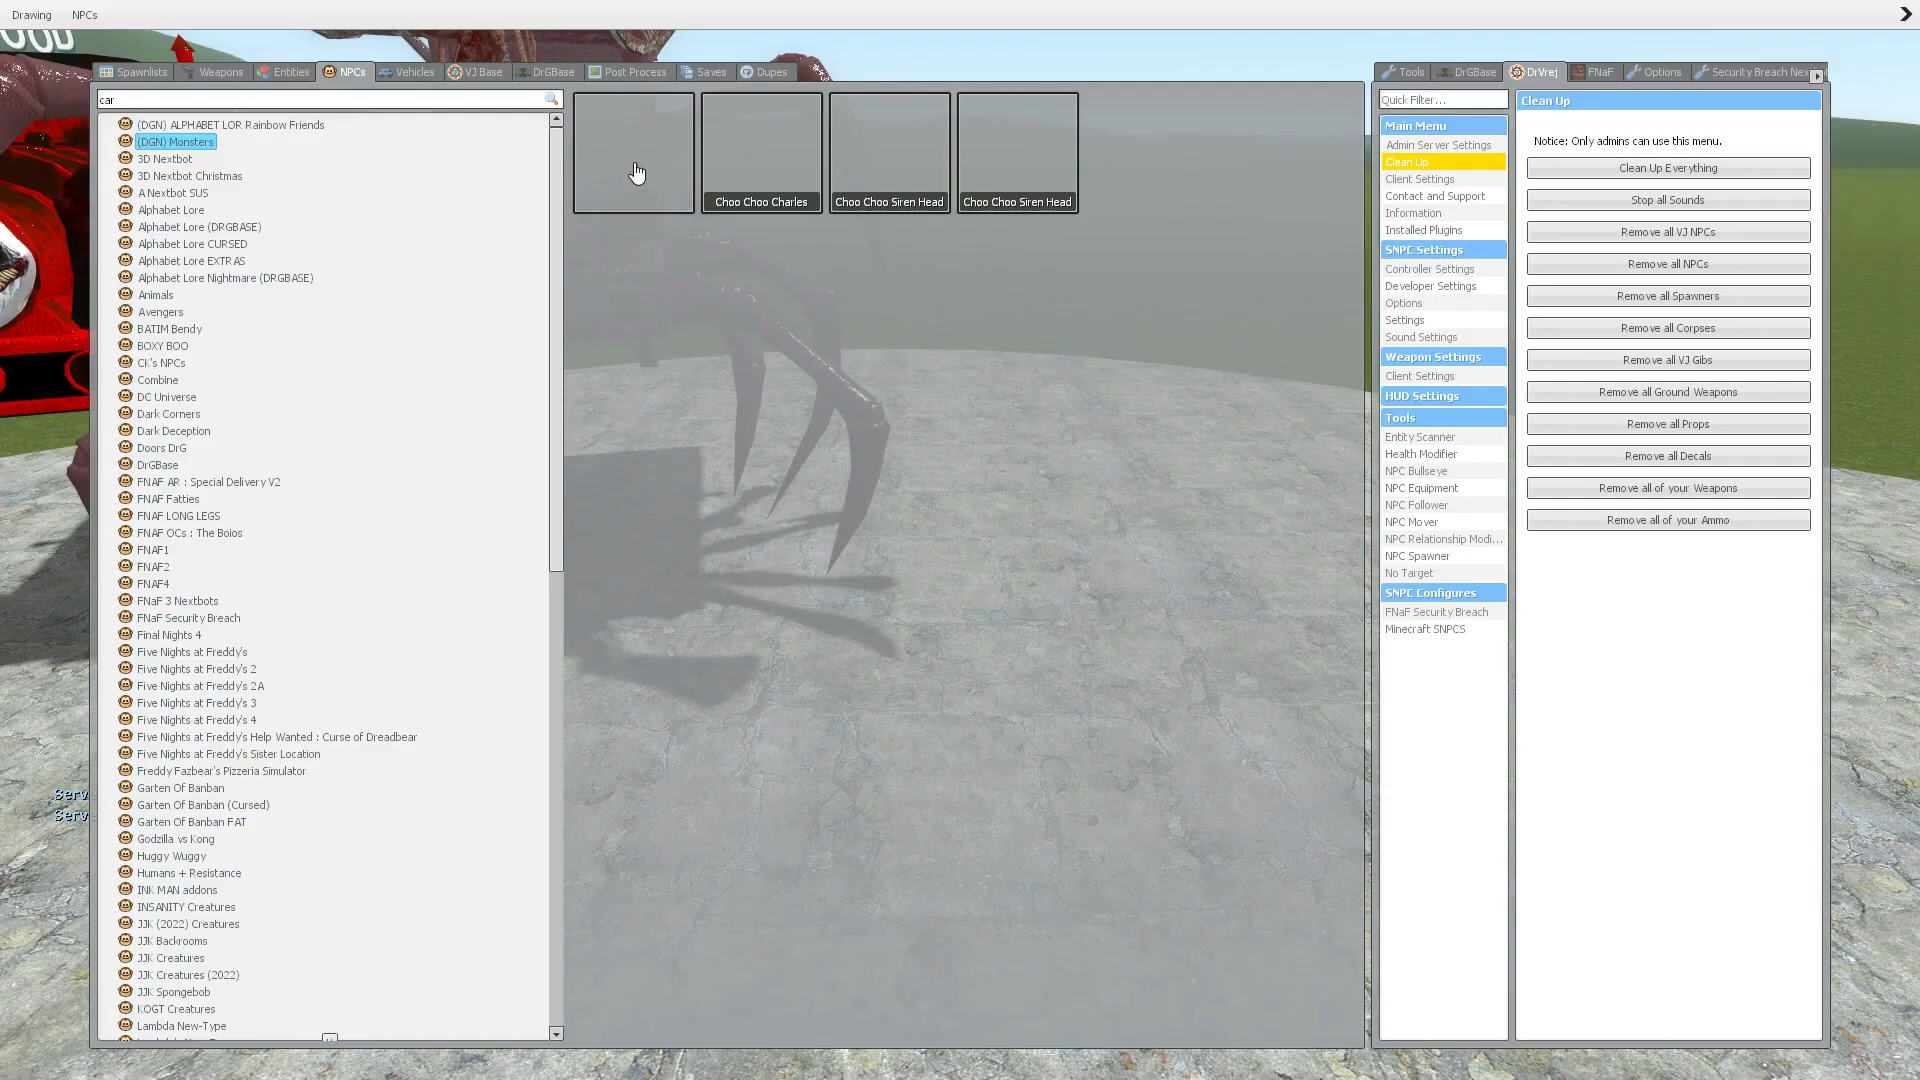 Drawing NPCs
Spawnlists Weapons Entities NPCs Vehicles VJ Base DrGBase Post Process Saves Dupes
car
(DGN) ALPHABET LOR Rainbow Friends
(DGN) Monsters
3D Nextbot
3D Nextbot Christmas
A Nextbot SUS
Alphabet Lore
Alphabet Lore (DRGBASE)
Alphabet Lore CURSED
Alphabet Lore EXTRAS
Alphabet Lore Nightmare (DRGBASE)
Animals
Avengers
BATIM Bendy
BOXY BOO
CK's NPCs
Combine
DC Universe
Dark Corners
Dark Deception
Doors DrG
DrGBase
FNAF AR : Special Delivery V2
FNAF Fatties
FNAF LONG LEGS
FNAF OCs : The Boios
FNAF1
FNAF2
FNAF4
FNaF 3 Nextbots
FNaF Security Breach
Final Nights 4
Five Nights at Freddy's
Five Nights at Freddy's 2
Five Nights at Freddy's 2A
Five Nights at Freddy's 3
Five Nights at Freddy's 4
Five Nights at Freddy's Help Wanted : Curse of Dreadbear
Five Nights at Freddy's Sister Location
Freddy Fazbear's Pizzeria Simulator
Garten Of Banban
Garten Of Banban (Cursed)
Garten Of Banban FAT
Godzilla vs Kong
Huggy Wuggy
Humans + Resistance
INK MAN addons
INSANITY Creatures
JJK (2022) Creatures
JJK Backrooms
JJK Creatures
JJK Creatures (2022)
JJK Spongebob
KOGT Creatures
Lambda New-Type
Choo Choo Charles
Choo Choo Siren Head
Choo Choo Siren Head
Serv
Serv
Tools DrGBase DrVrej FNaF Options Security Breach
Quick Filter...
Main Menu
Admin Server Settings
Clean Up
Client Settings
Contact and Support
Information
Installed Plugins
SNPC Settings
Controller Settings
Developer Settings
Options
Settings
Sound Settings
Weapon Settings
Client Settings
HUD Settings
Tools
Entity Scanner
Health Modifier
NPC Bullseye
NPC Equipment
NPC Follower
NPC Mover
NPC Relationship Modi...
NPC Spawner
No Target
SNPC Configures
FNaF Security Breach
Minecraft SNPCS
Clean Up
Notice: Only admins can use this menu.
Clean Up Everything
Stop all Sounds
Remove all VJ NPCs
Remove all NPCs
Remove all Spawners
Remove all Corpses
Remove all VJ Gibs
Remove all Ground Weapons
Remove all Props
Remove all Decals
Remove all of your Weapons
Remove all of your Ammo